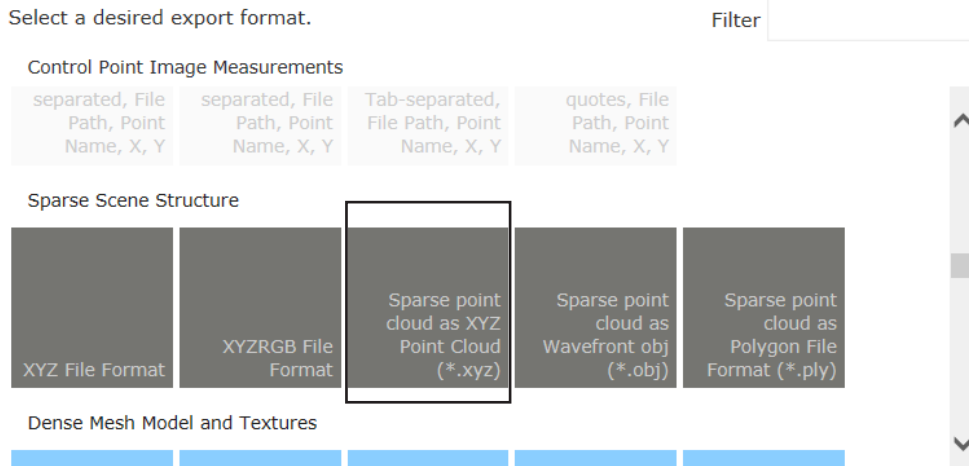 Select a desired export format.
Filter
Control Point Image Measurements
separated, File
Path, Point
Name, X, Y
separated, File
Path, Point
Name, X, Y
Tab-separated,
File Path, Point
Name, X, Y
quotes, File
Path, Point
Name, X, Y
Sparse Scene Structure
XYZ File Format
XYZRGB File
Format
Sparse point
cloud as XYZ
Point Cloud
(*.xyz)
Sparse point
cloud as
Wavefront obj
(*.obj)
Sparse point
cloud as
Polygon File
Format (*.ply)
Dense Mesh Model and Textures